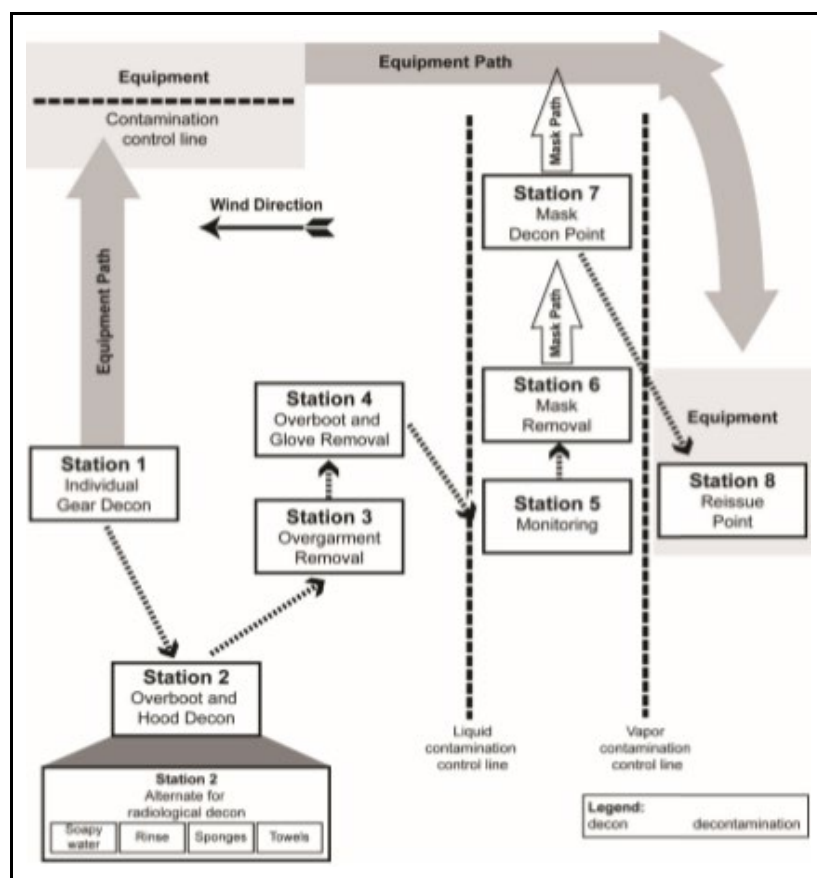 Equipment
Contamination
control line
Equipment Path
Mask Path
Wind Direction
Station 7
Mask
Decon Point
Equipment Path
Mask Path
Station 4
Overboot and
Glove Removal
Station 6
Mask
Removal
Equipment
Station 1
Individual
Gear Decon
Station 3
Overgarment
Removal
Station 5
Monitoring
Station 8
Reissue
Point
Station 2
Overboot and
Hood Decon
Liquid
contamination
control line
Vapor
contamination
control line
Station 2
Alternate for
radiological decon
Soapy
water
Rinse
Sponges
Towels
Legend:
decon decontamination